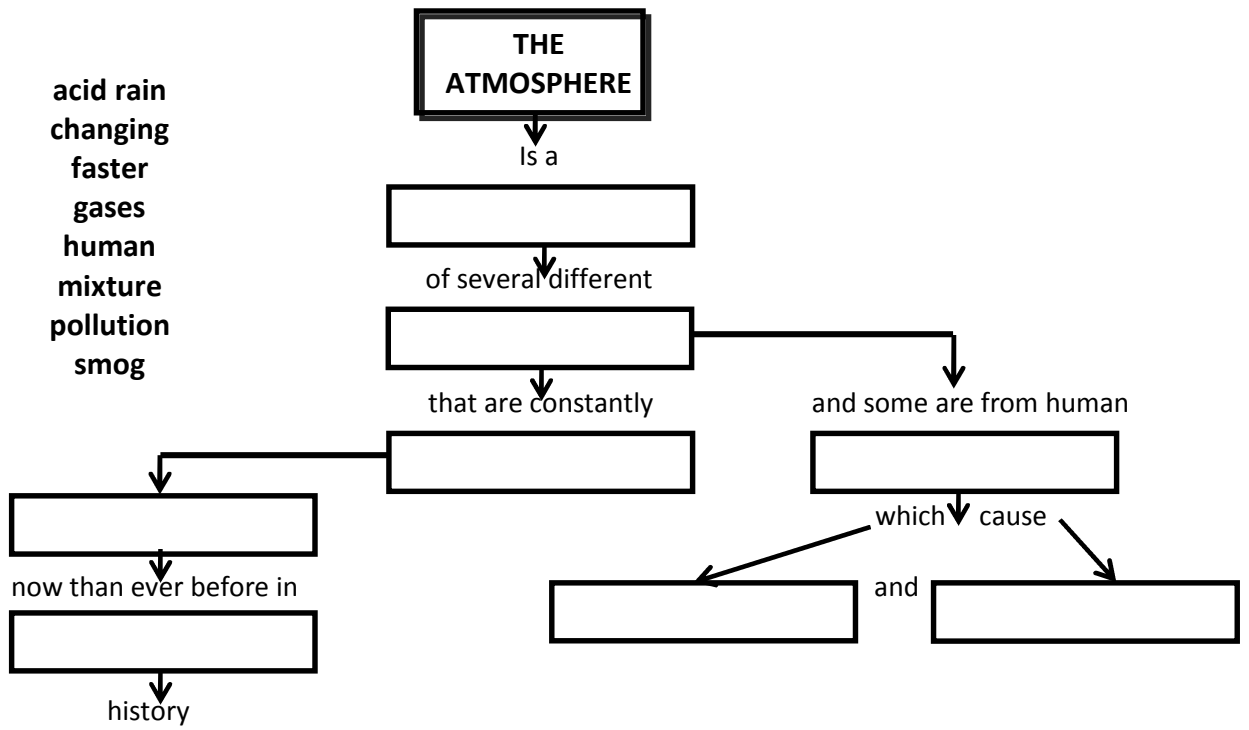 THE
ATMOSPHERE
acid rain
changing
faster
gases
human
mixture
pollution
smog
Is a
of several different
that are constantly
and some are from human
which cause
now than ever before in
and
history